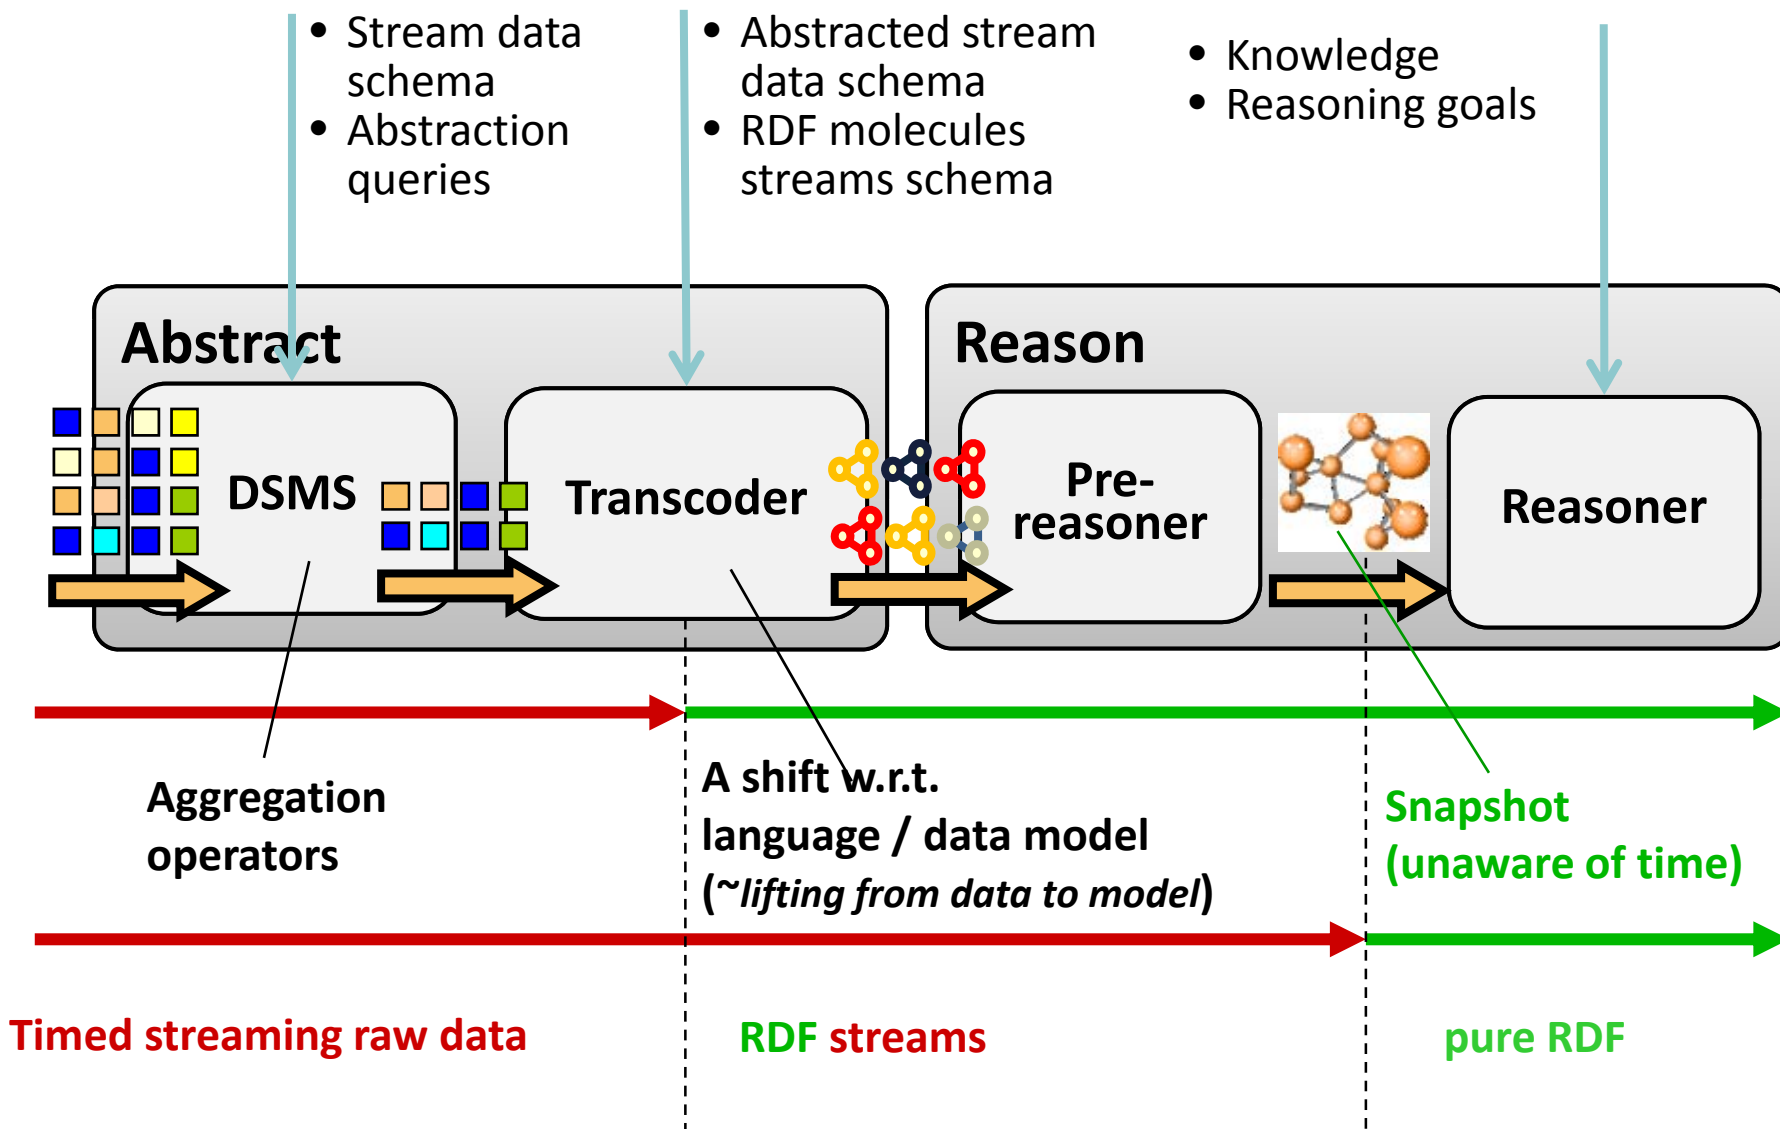 • Stream data
schema
• Abstraction
queries
• Abstracted stream
data schema
• RDF molecules
streams schema
• Knowledge
• Reasoning goals
Abstract
Reason
DSMS
Transcoder
Pre-
reasoner
Reasoner
Aggregation
operators
A shift w.r.t.
language / data model
(~lifting from data to model)
Snapshot
(unaware of time)
Timed streaming raw data
RDF streams
pure RDF